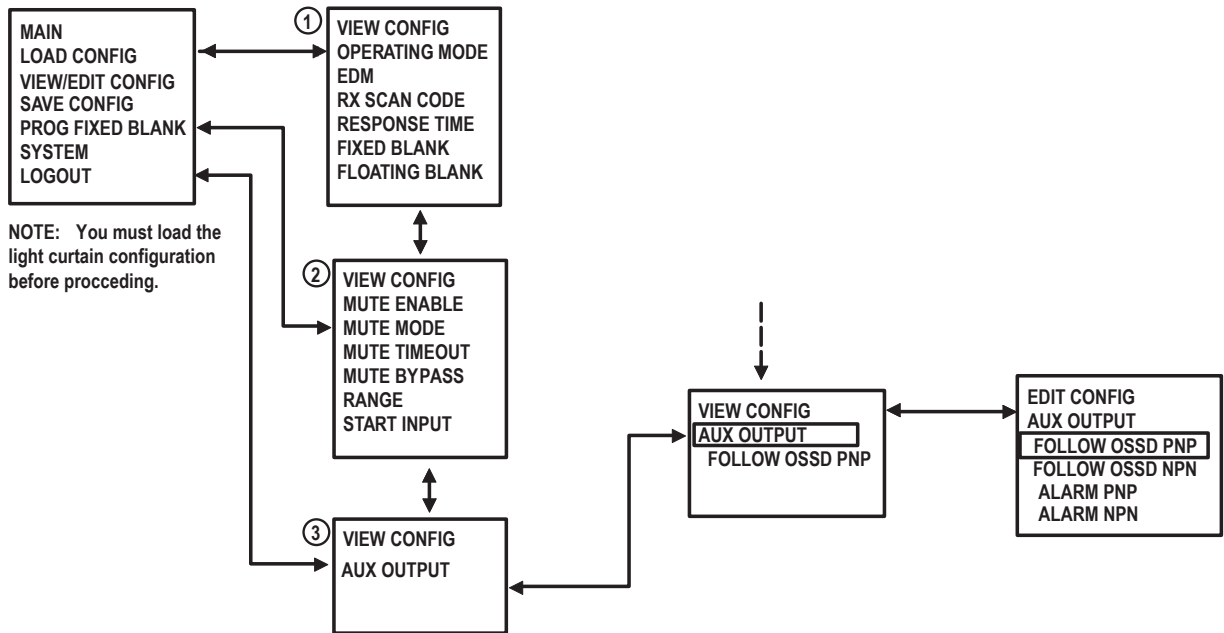 MAIN
LOAD CONFIG
VIEW/EDIT CONFIG
SAVE CONFIG
PROG FIXED BLANK
SYSTEM
LOGOUT
NOTE: You must load the
light curtain configuration
before procceding.
1
VIEW CONFIG
OPERATING MODE
EDM
RX SCAN CODE
RESPONSE TIME
FIXED BLANK
FLOATING BLANK
2
VIEW CONFIG
MUTE ENABLE
MUTE MODE
MUTE TIMEOUT
MUTE BYPASS
RANGE
START INPUT
3
VIEW CONFIG
AUX OUTPUT
VIEW CONFIG
AUX OUTPUT
FOLLOW OSSD PNP
EDIT CONFIG
AUX OUTPUT
FOLLOW OSSD PNP
FOLLOW OSSD NPN
ALARM PNP
ALARM NPN